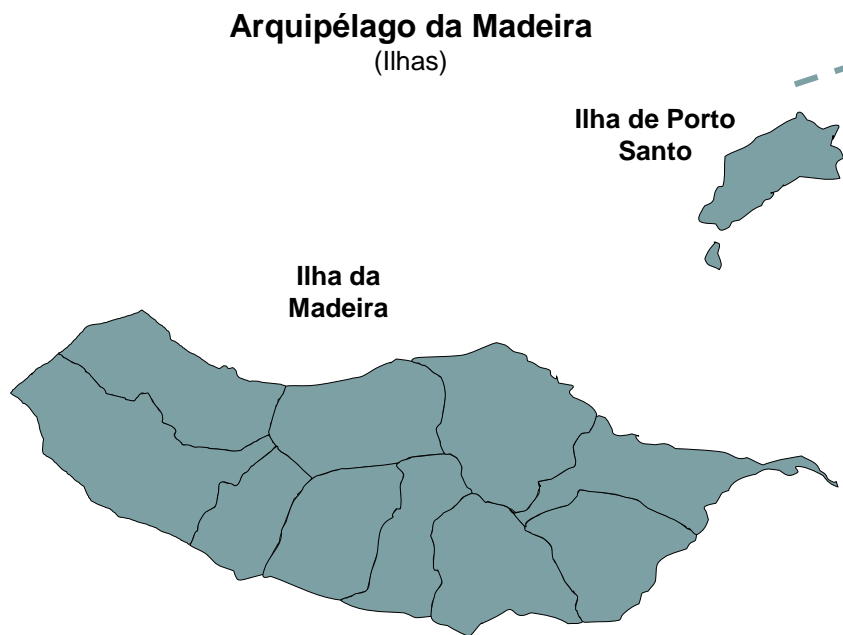 Arquipélago da Madeira
(Ilhas)
Ilha de Porto
Santo
Ilha da
Madeira